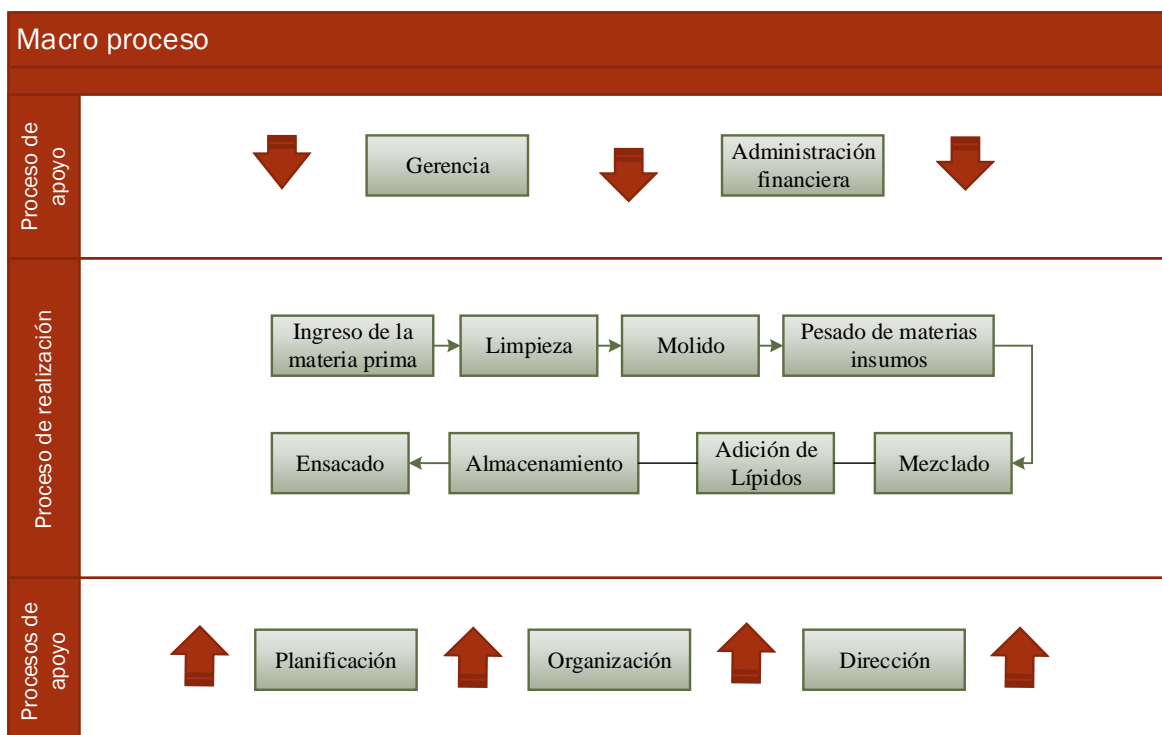 Macro proceso
Proceso de
apoyo
Gerencia
Administración
financiera
Proceso de realización
Ingreso de la
materia prima
Limpieza
Molido
Pesado de materias
insumos
Ensacado
Almacenamiento
Adición de
Lípidos
Mezclado
Procesos de
apoyo
Planificación
Organización
Dirección